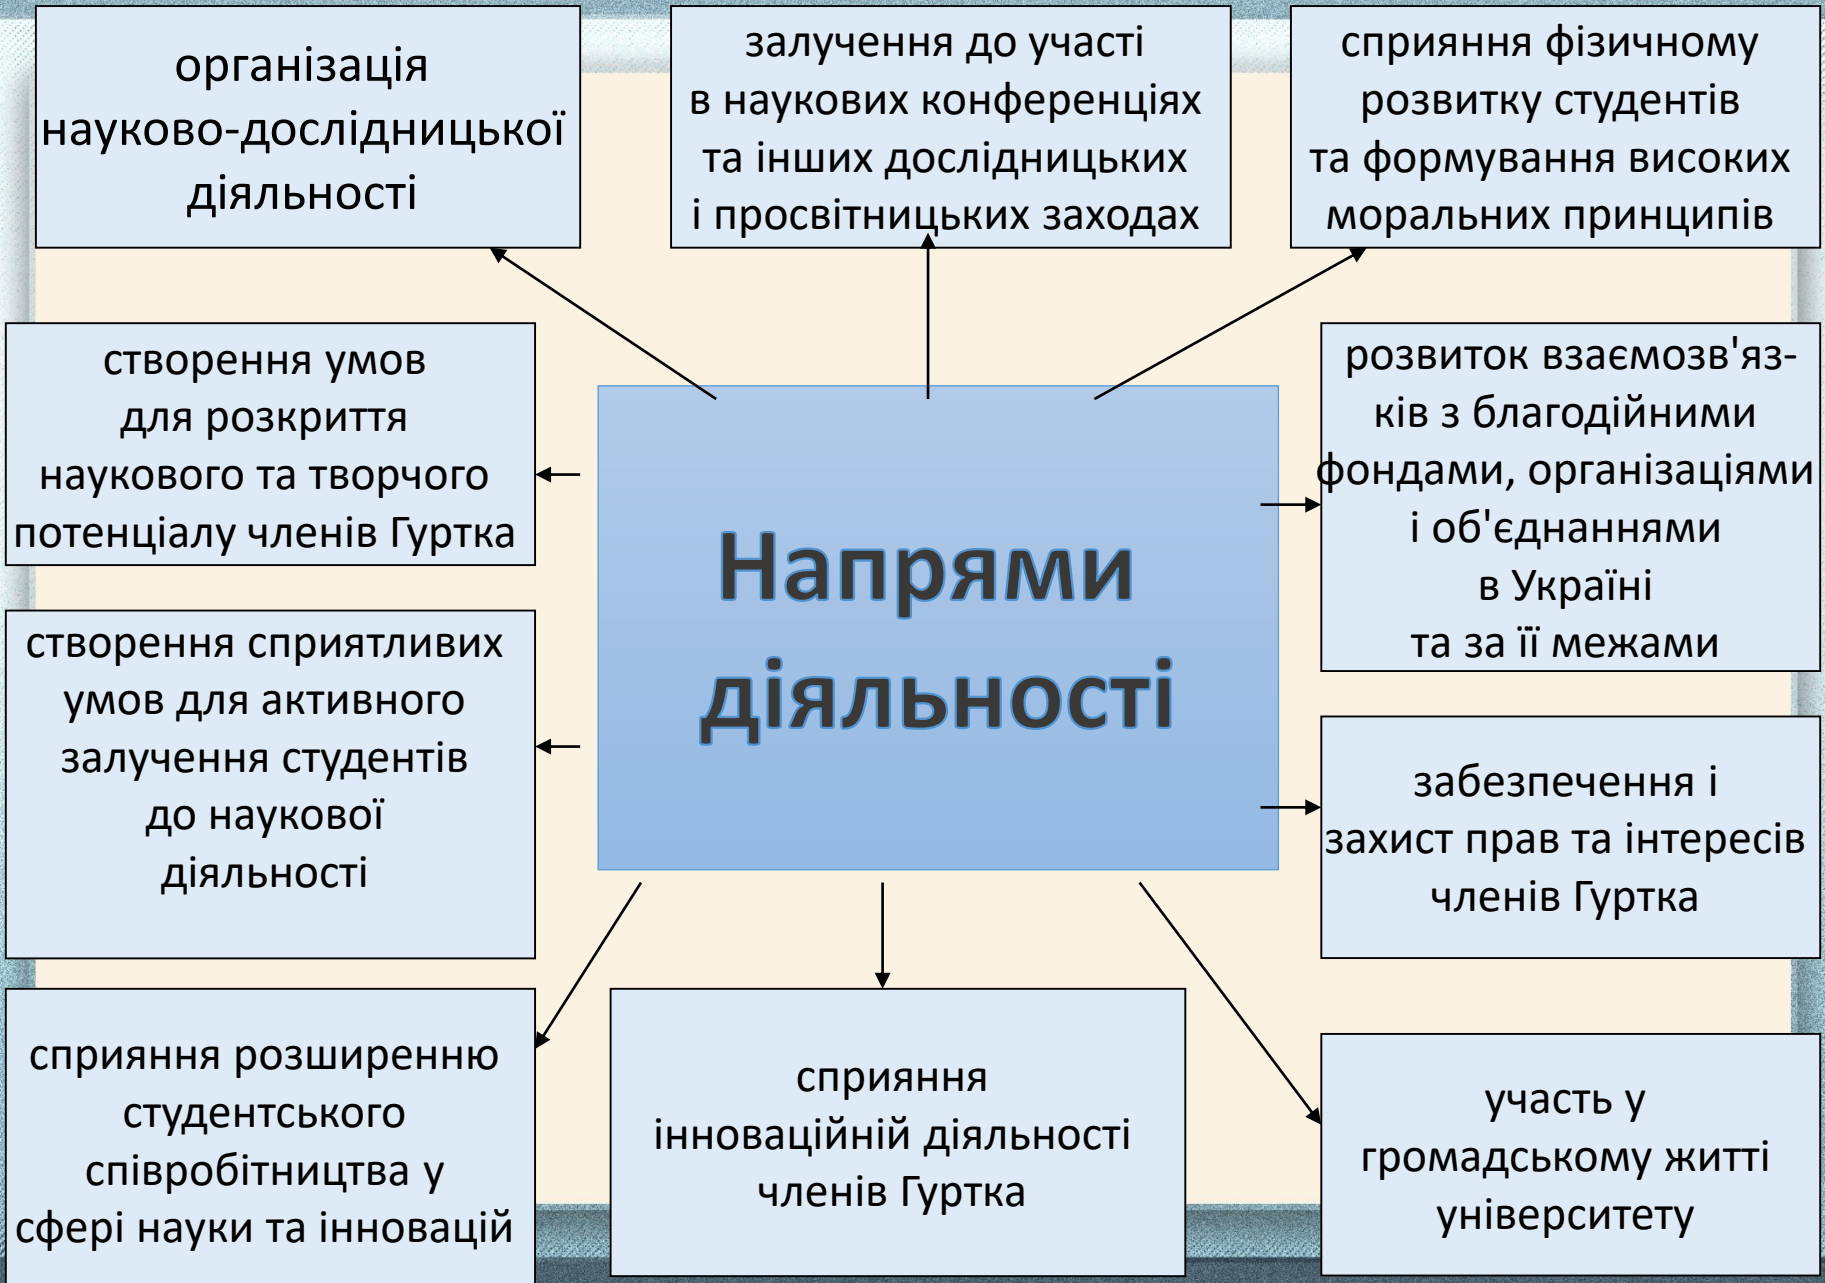 організація
науково-дослідницької
діяльності
залучення до участі
в наукових конференціях
та інших дослідницьких
і просвітницьких заходах
сприяння фізичному
розвитку студентів
та формування високих
моральних принципів
створення умов
для розкриття
наукового та творчого
потенціалу членів Гуртка
розвиток взаємозв'яз-
ків з благодійними
фондами, організаціями
і об'єднаннями
в Україні
та за її межами
Напрями
діяльності
створення сприятливих
умов для активного
залучення студентів
до наукової
діяльності
забезпечення і
захист прав та інтересів
членів Гуртка
сприяння розширенню
студентського
співробітництва у
сфері науки та інновацій
сприяння
інноваційній діяльності
членів Гуртка
участь у
громадському житті
університету